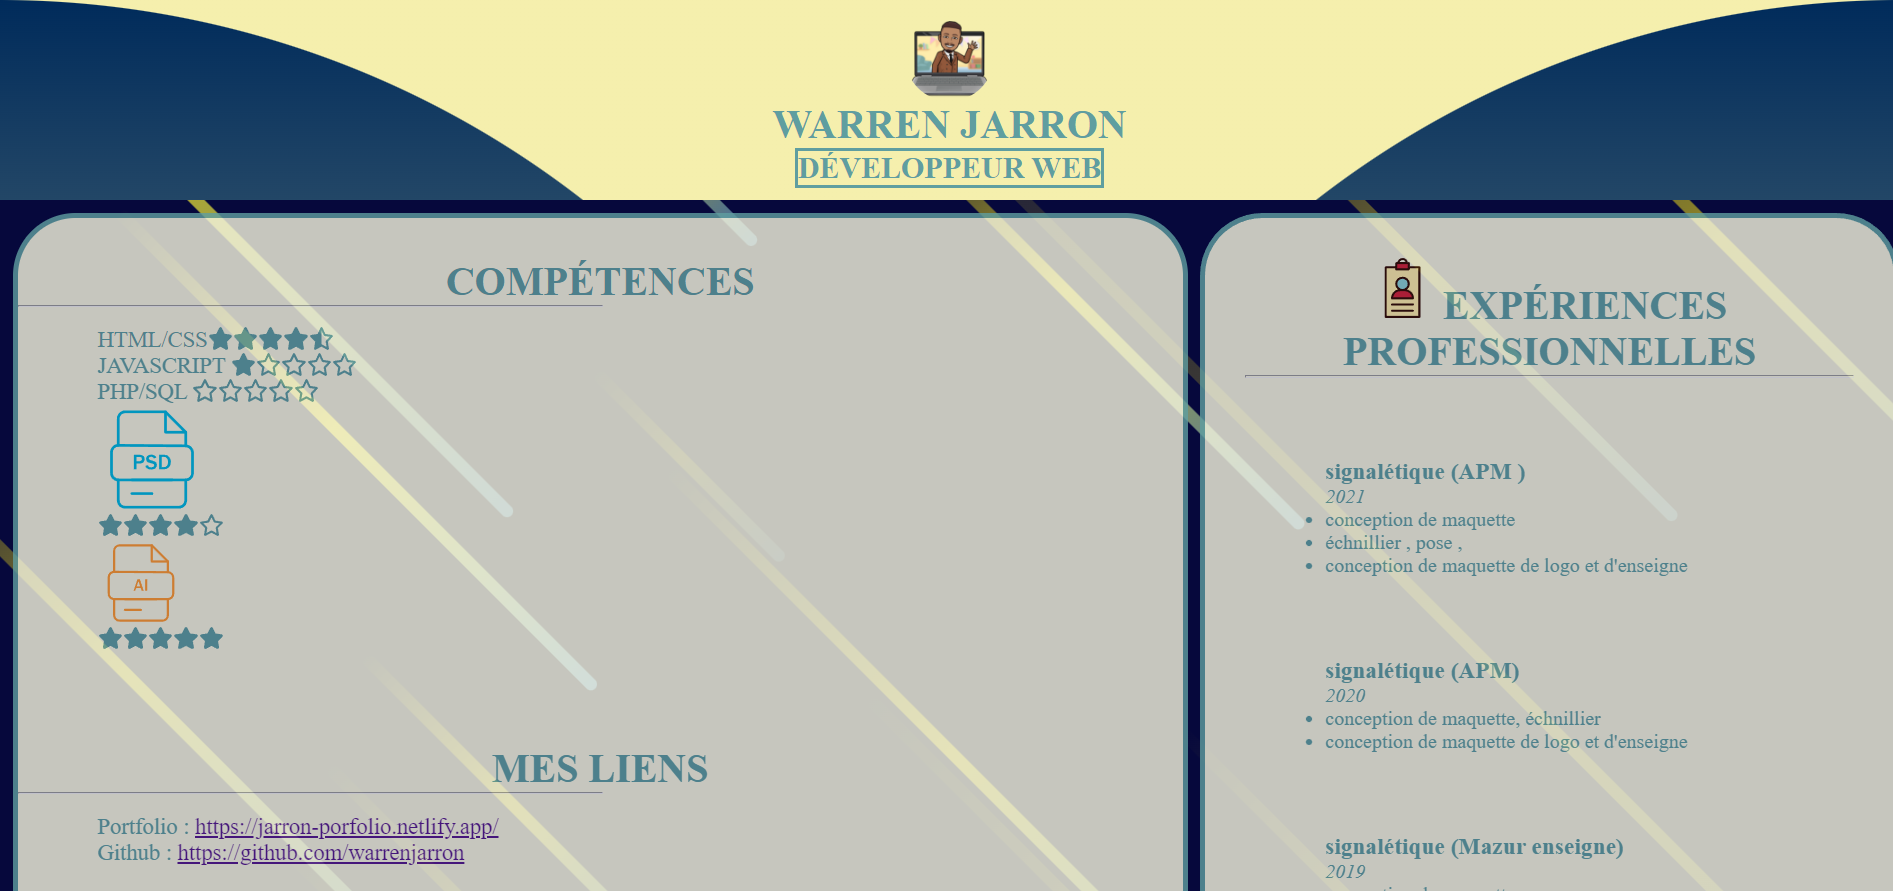 WARREN JARRON
DÉVELOPPEUR WEB
COMPÉTENCES
HTML/CSS
JAVASCRIPT
PHP/SQL
PSD
AI
MES LIENS
Portfolio : https://jarron-porfolio.netlify.app/
Github : https://github.com/warrenjarron
EXPÉRIENCES
PROFESSIONNELLES
signalétique (APM )
2021
conception de maquette
échnillier , pose ,
conception de maquette de logo et d'enseigne
signalétique (APM)
2020
conception de maquette, échnillier
conception de maquette de logo et d'enseigne
signalétique (Mazur enseigne)
2019